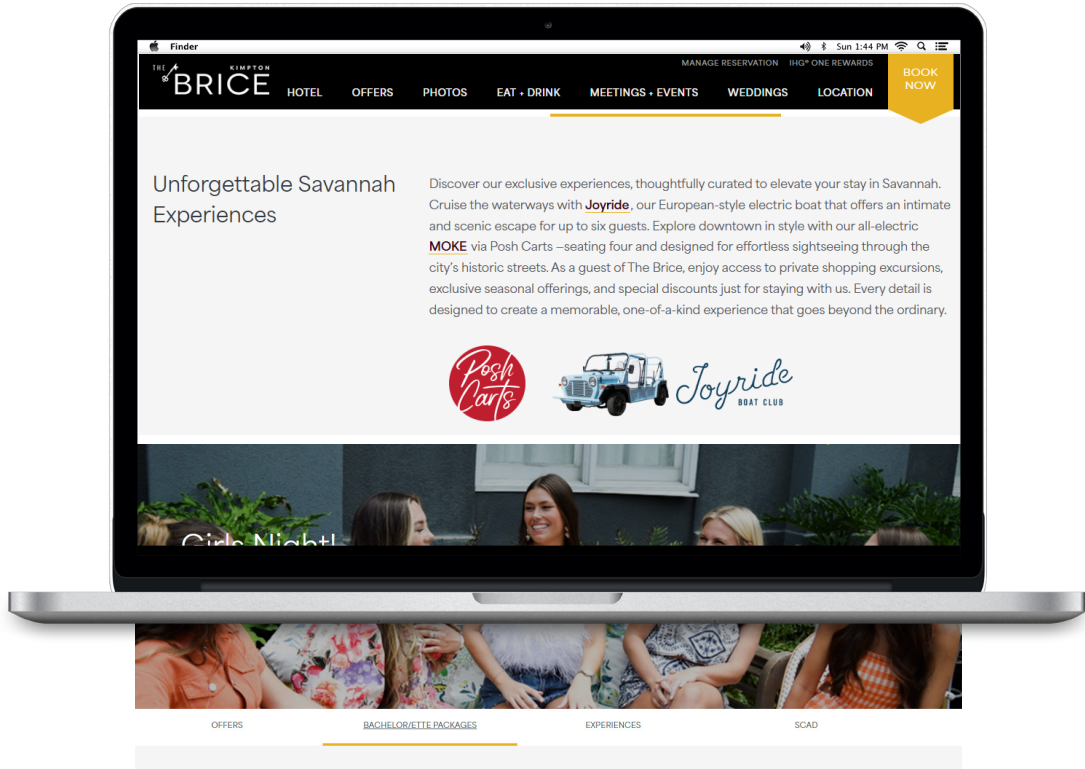 Finder
Sun 1:44 PM
THE KIMPTON
BRICE
MANAGE RESERVATION IHG® ONE REWARDS
BOOK
NOW
HOTEL OFFERS PHOTOS EAT + DRINK MEETINGS + EVENTS WEDDINGS LOCATION
Unforgettable Savannah
Experiences
Discover our exclusive experiences, thoughtfully curated to elevate your stay in Savannah.
Cruise the waterways with Joyride, our European-style electric boat that offers an intimate
and scenic escape for up to six guests. Explore downtown in style with our all-electric
MOKE via Posh Carts —seating four and designed for effortless sightseeing through the
city's historic streets. As a guest of The Brice, enjoy access to private shopping excursions,
exclusive seasonal offerings, and special discounts just for staying with us. Every detail is
designed to create a memorable, one-of-a-kind experience that goes beyond the ordinary.
Posh
Carts
Joyride
BOAT CLUB
Girls Night!
OFFERS BACHELOR/ETTE PACKAGES EXPERIENCES SCAD